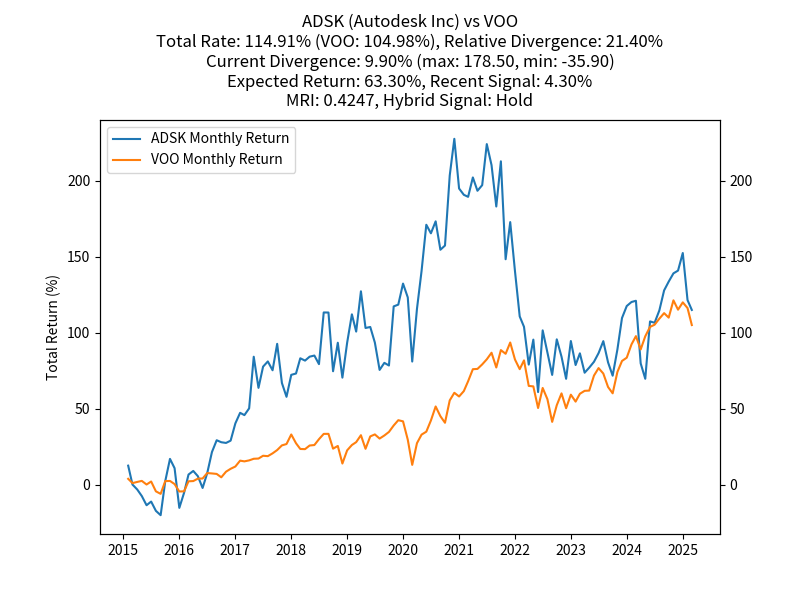 ADSK (Autodesk Inc) vs VOO
Total Rate: 114.91% (VOO: 104.98%), Relative Divergence: 21.40%
Current Divergence: 9.90% (max: 178.50, min: -35.90)
Expected Return: 63.30%, Recent Signal: 4.30%
MRI: 0.4247, Hybrid Signal: Hold
ADSK Monthly Return
VOO Monthly Return
200 200
150 150
100 100
50 50
0 0
Total Return (%)
2015 2016 2017 2018 2019 2020 2021 2022 2023 2024 2025